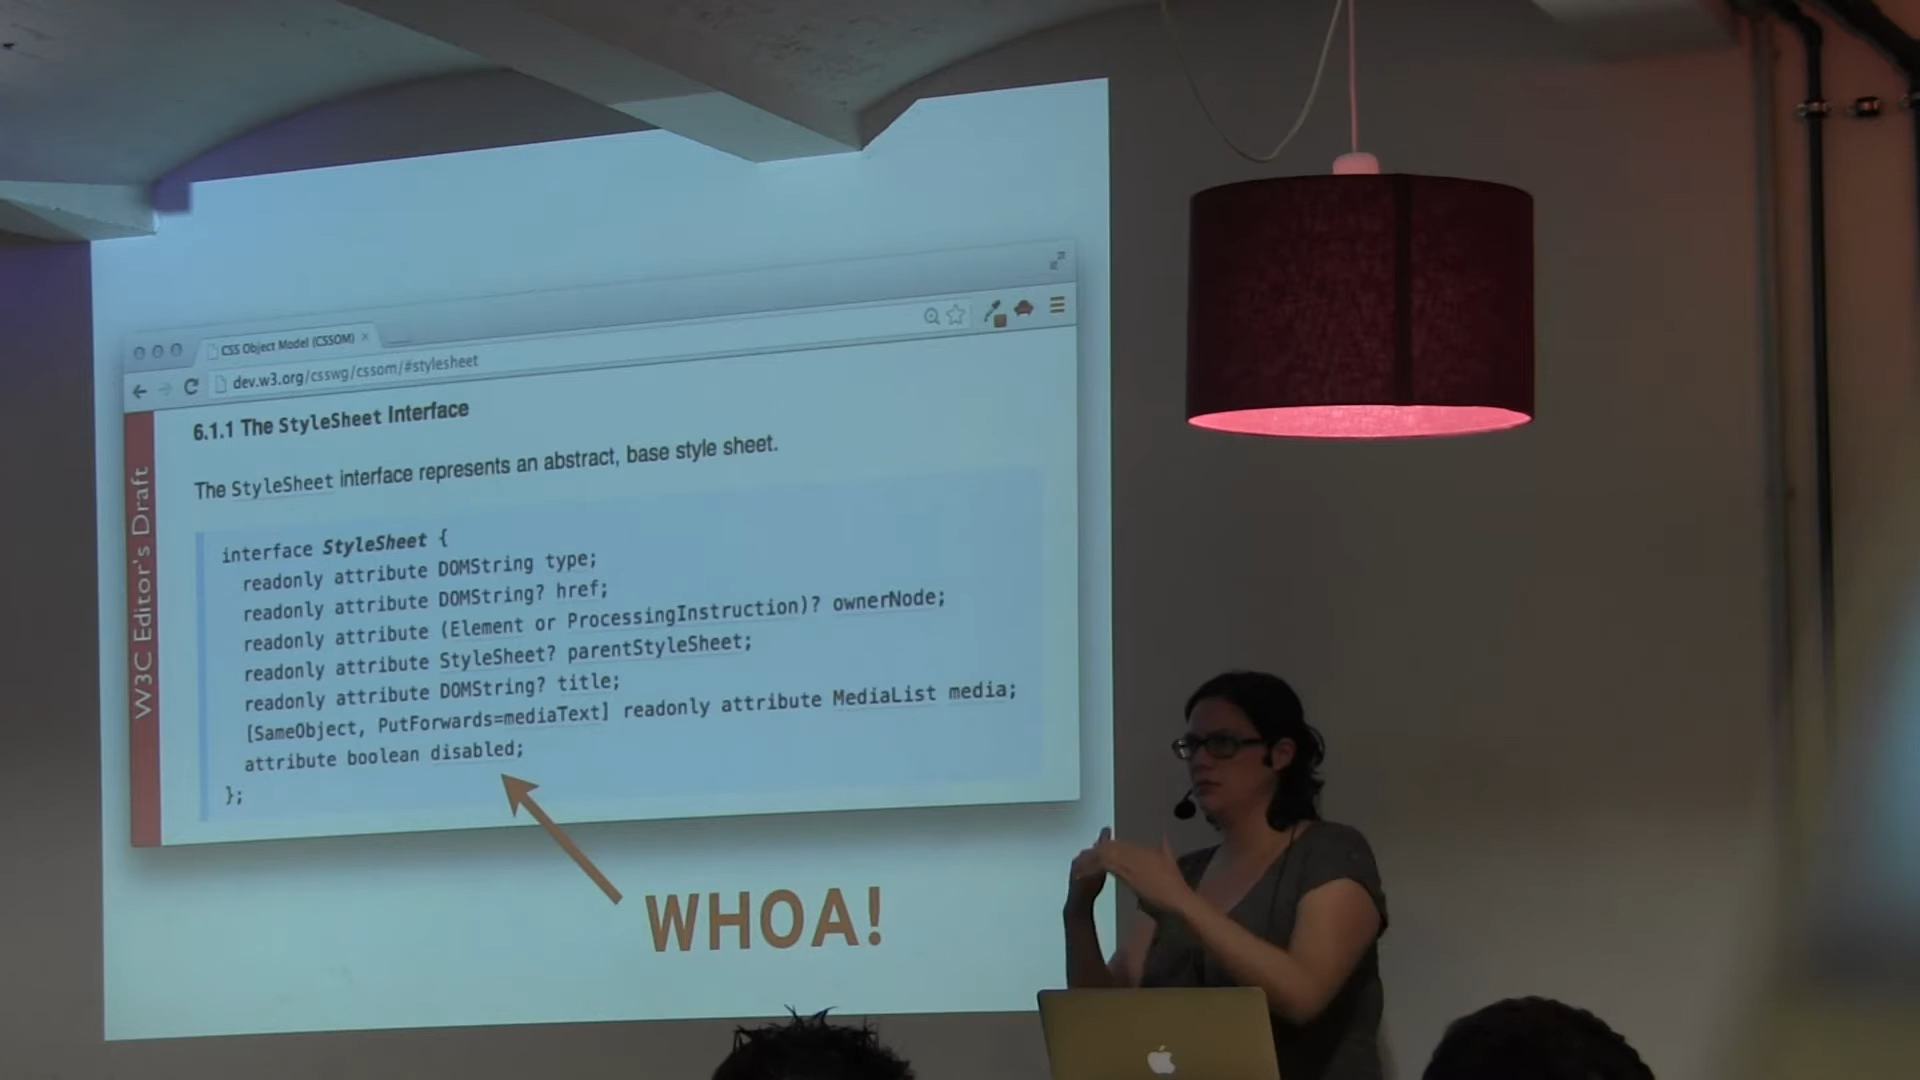 CSS Object Model (CSSOM)
dev.w3.org/csswg/cssom/#stylesheet
W3C Editor's Draft
6.1.1 The StyleSheet Interface
The StyleSheet interface represents an abstract, base style sheet.
interface StyleSheet {
readonly attribute DOMString type;
readonly attribute DOMString? href;
readonly attribute (Element or ProcessingInstruction)? ownerNode;
readonly attribute StyleSheet? parentStyleSheet;
readonly attribute DOMString? title;
[SameObject, PutForwards=mediaText] readonly attribute MediaList media;
attribute boolean disabled;
};
WHOA!